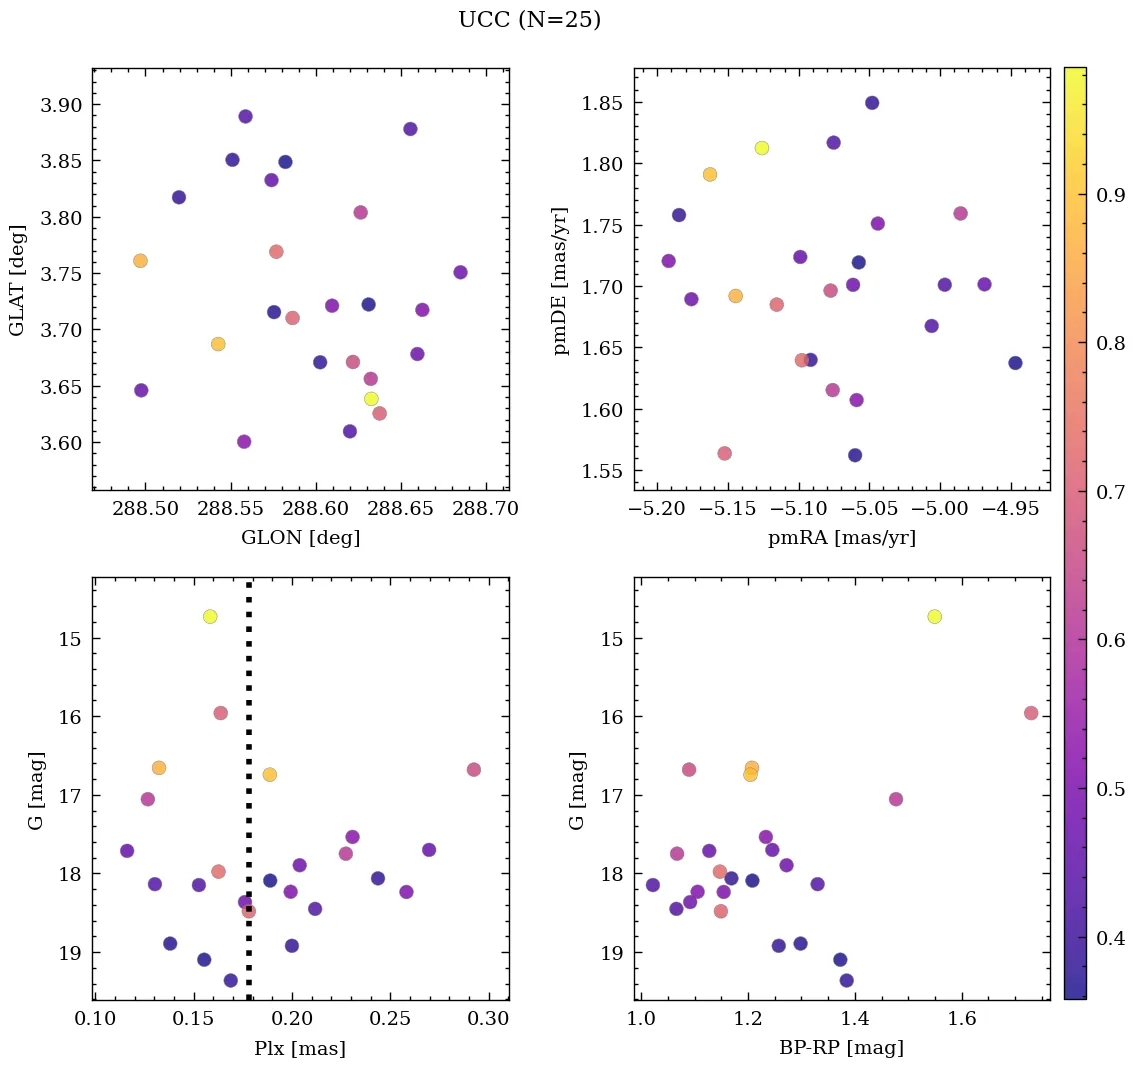 UCC (N=25)
3.90
3.85
3.80
3.75
3.70
3.65
3.60
GLAT [deg]
288.50 288.55 288.60 288.65 288.70
GLON [deg]
1.85
1.80
1.75
1.70
1.65
1.60
1.55
pmDE [mas/yr]
−5.20 −5.15 −5.10 −5.05 −5.00 −4.95
pmRA [mas/yr]
15
16
17
18
19
G [mag]
0.10 0.15 0.20 0.25 0.30
Plx [mas]
15
16
17
18
19
G [mag]
1.0 1.2 1.4 1.6
BP-RP [mag]
0.9
0.8
0.7
0.6
0.5
0.4